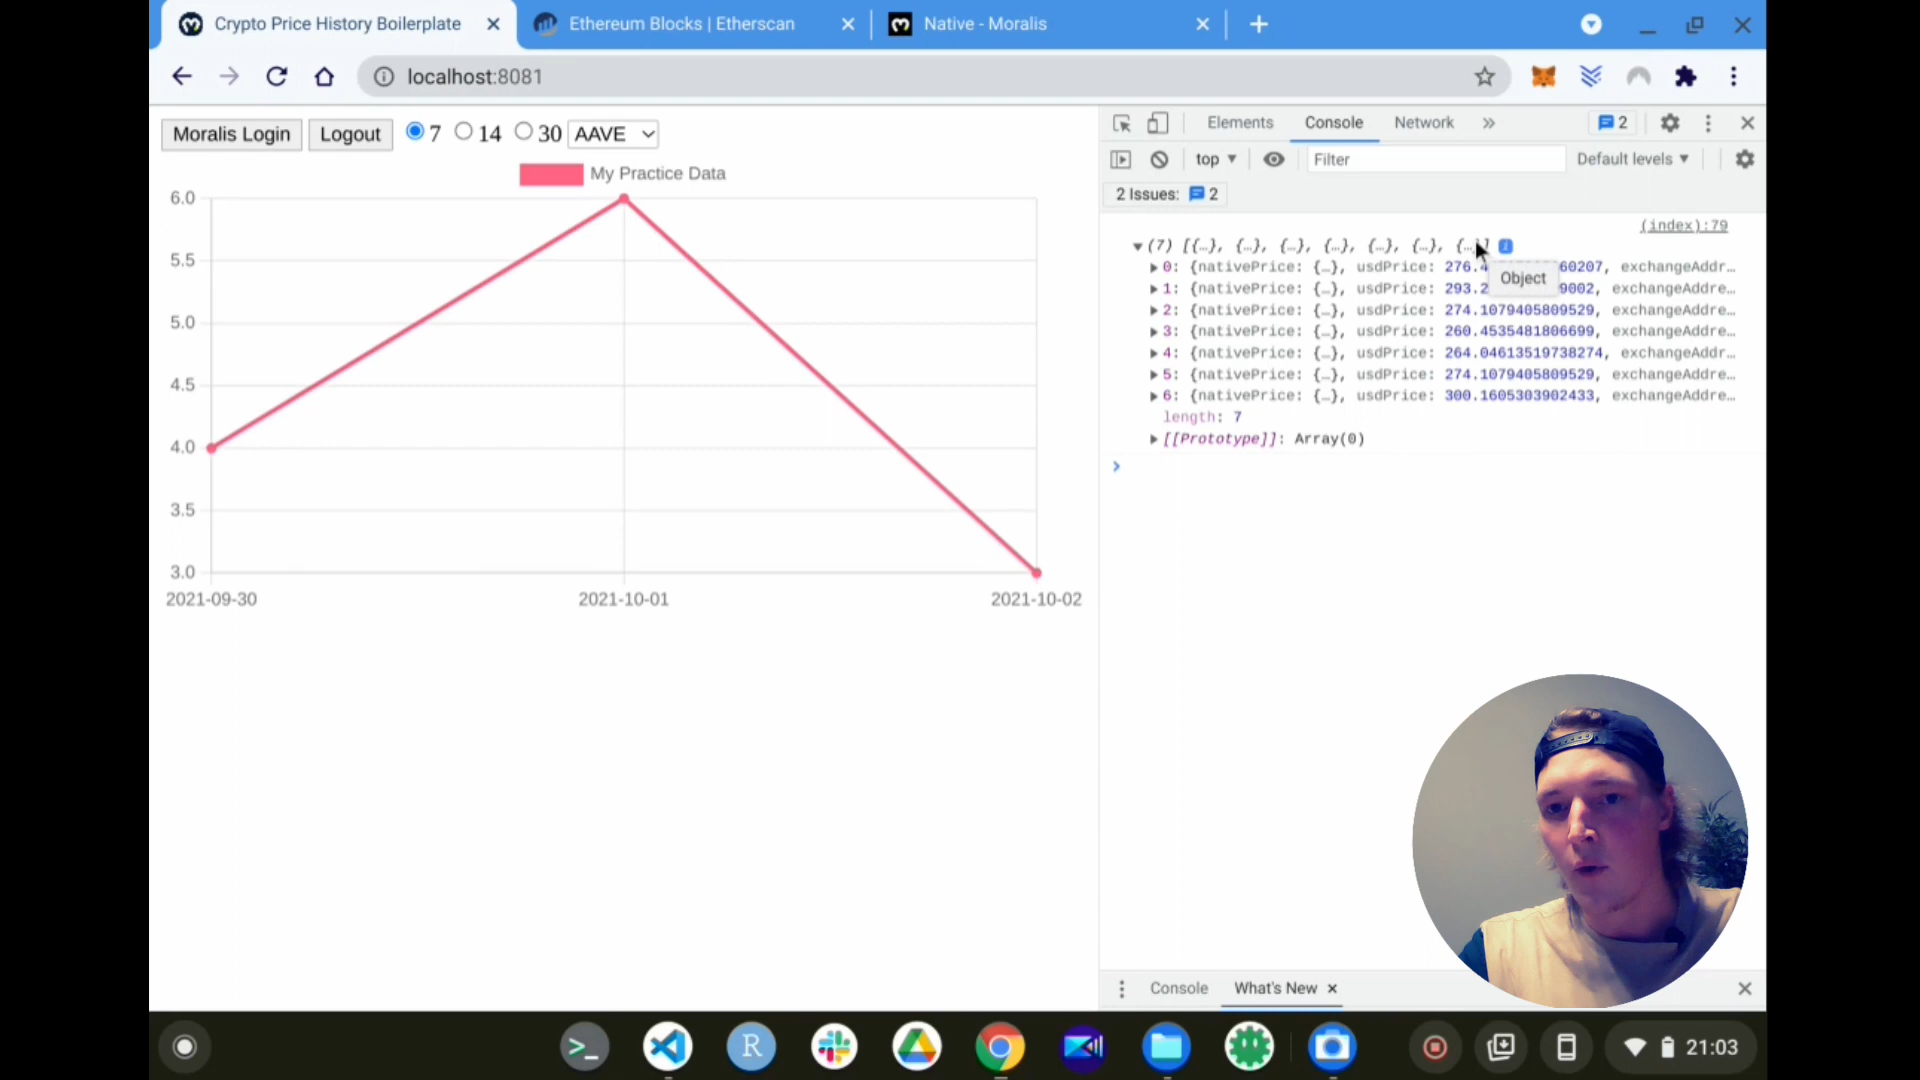 Crypto Price History Boilerplate
Ethereum Blocks | Etherscan
Native - Moralis
localhost:8081
Moralis Login
Logout
7
14
30
AAVE
My Practice Data
6.0
5.5
5.0
4.5
4.0
3.5
3.0
2021-09-30
2021-10-01
2021-10-02
Elements
Console
Network
2
top
Filter
Default levels
2 Issues:
2
(index):79
(7) [{…}, {…}, {…}, {…}, {…}, {…}, {…}]
0: {nativePrice: {…}, usdPrice: 276.4 60207, exchangeAddr…
Object
1: {nativePrice: {…}, usdPrice: 293.2 9002, exchangeAddre…
2: {nativePrice: {…}, usdPrice: 274.1079405809529, exchangeAddre…
3: {nativePrice: {…}, usdPrice: 260.4535481806699, exchangeAddre…
4: {nativePrice: {…}, usdPrice: 264.04613519738274, exchangeAddr…
5: {nativePrice: {…}, usdPrice: 274.1079405809529, exchangeAddre…
6: {nativePrice: {…}, usdPrice: 300.1605303902433, exchangeAddre…
length: 7
[[Prototype]]: Array(0)
Console
What's New
R
21:03